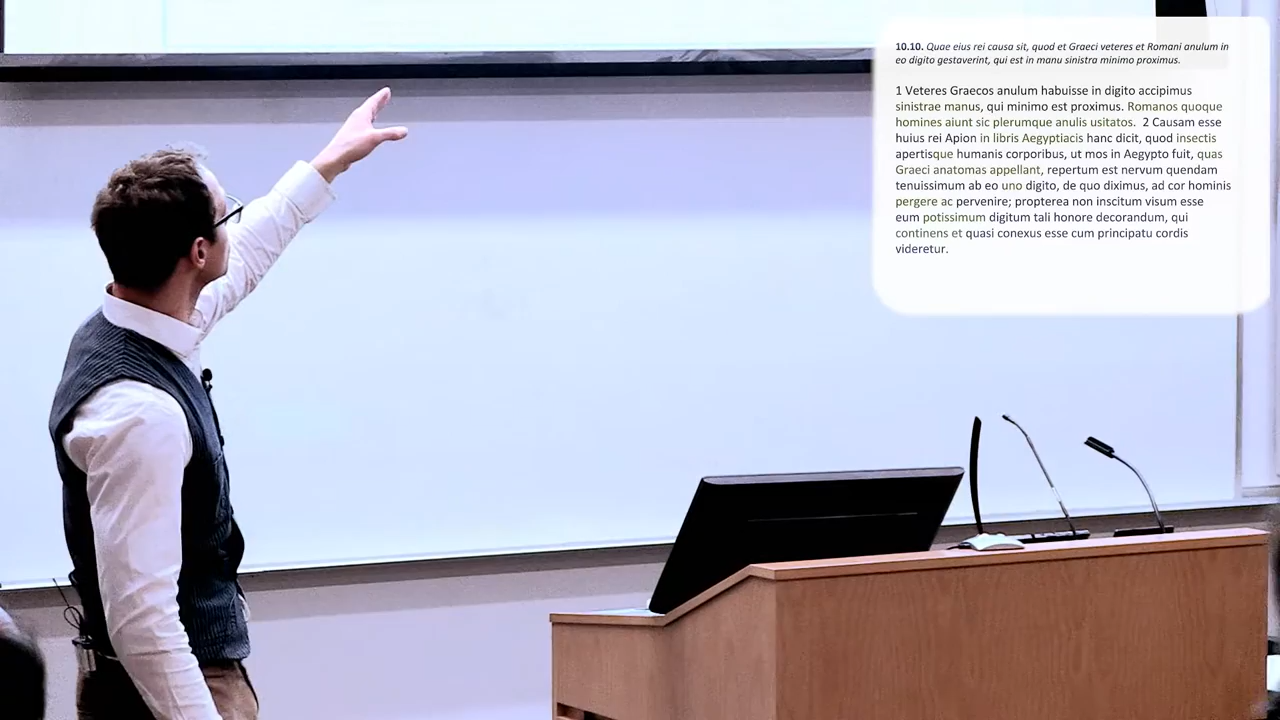 10.10. Quae eius rei causa sit, quod et Graeci veteres et Romani anulum in
eo digito gestaverint, qui est in manu sinistra minimo proximus.
1 Veteres Graecos anulum habuisse in digito accipimus
sinistrae manus, qui minimo est proximus. Romanos quoque
homines aiunt sic plerumque anulis usitatos. 2 Causam esse
huius rei Apion in libris Aegyptiacis hanc dicit, quod insectis
apertisque humanis corporibus, ut mos in Aegypto fuit, quas
Graeci anatomas appellant, repertum est nervum quendam
tenuissimum ab eo uno digito, de quo diximus, ad cor hominis
pergere ac pervenire; propterea non inscitum visum esse
eum potissimum digitum tali honore decorandum, qui
continens et quasi conexus esse cum principatu cordis
videretur.